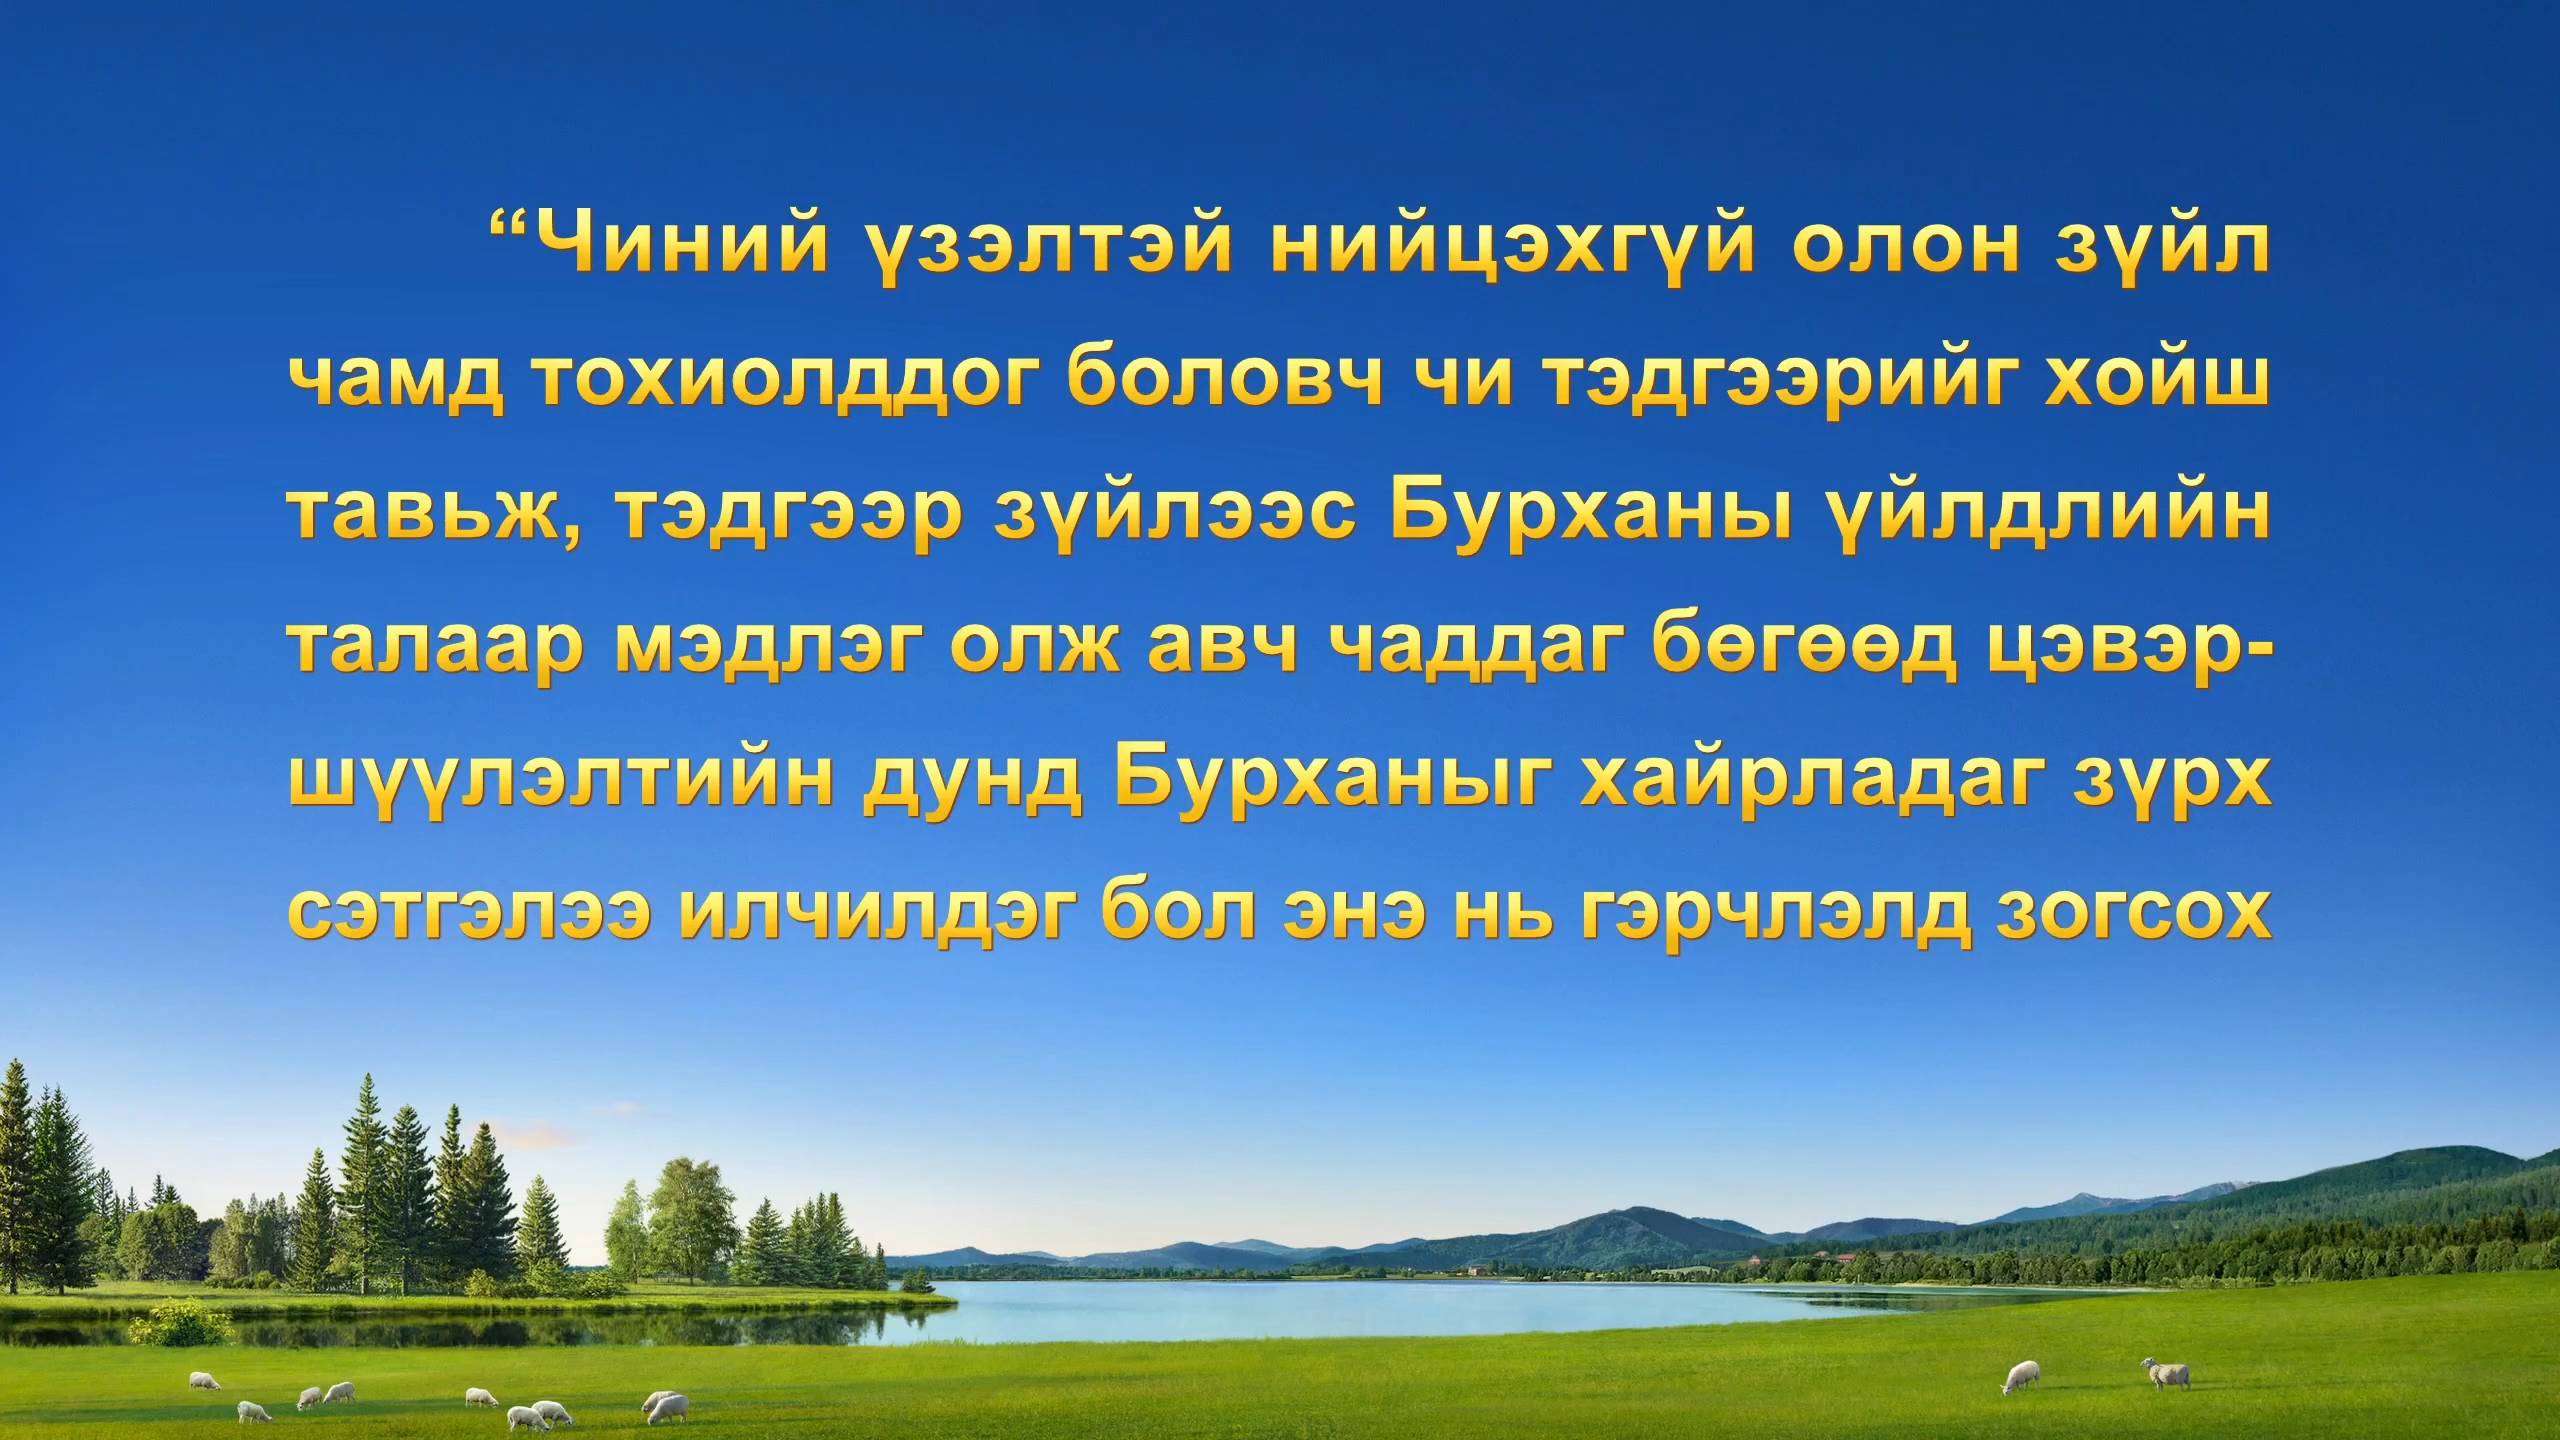 “Чиний үзэлтэй нийцэхгүй олон зүйл
чамд тохиолддог боловч чи тэдгээрийг хойш
тавьж, тэдгээр зүйлээс Бурханы үйлдлийн
талаар мэдлэг олж авч чаддаг бөгөөд цэвэр-
шүүлэлтийн дунд Бурханыг хайрладаг зүрх
сэтгэлээ илчилдэг бол энэ нь гэрчлэлд зогсох